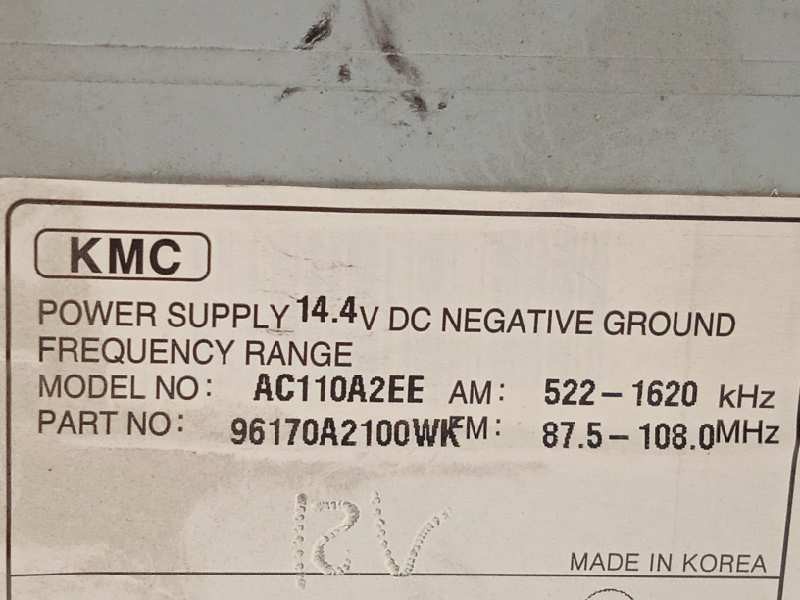 KMC
POWER SUPPLY 14.4V DC NEGATIVE GROUND
FREQUENCY RANGE
MODEL NO: AC110A2EE AM: 522-1620 kHz
PART NO: 96170A2100WK FM: 87.5-108.0MHz
MADE IN KOREA